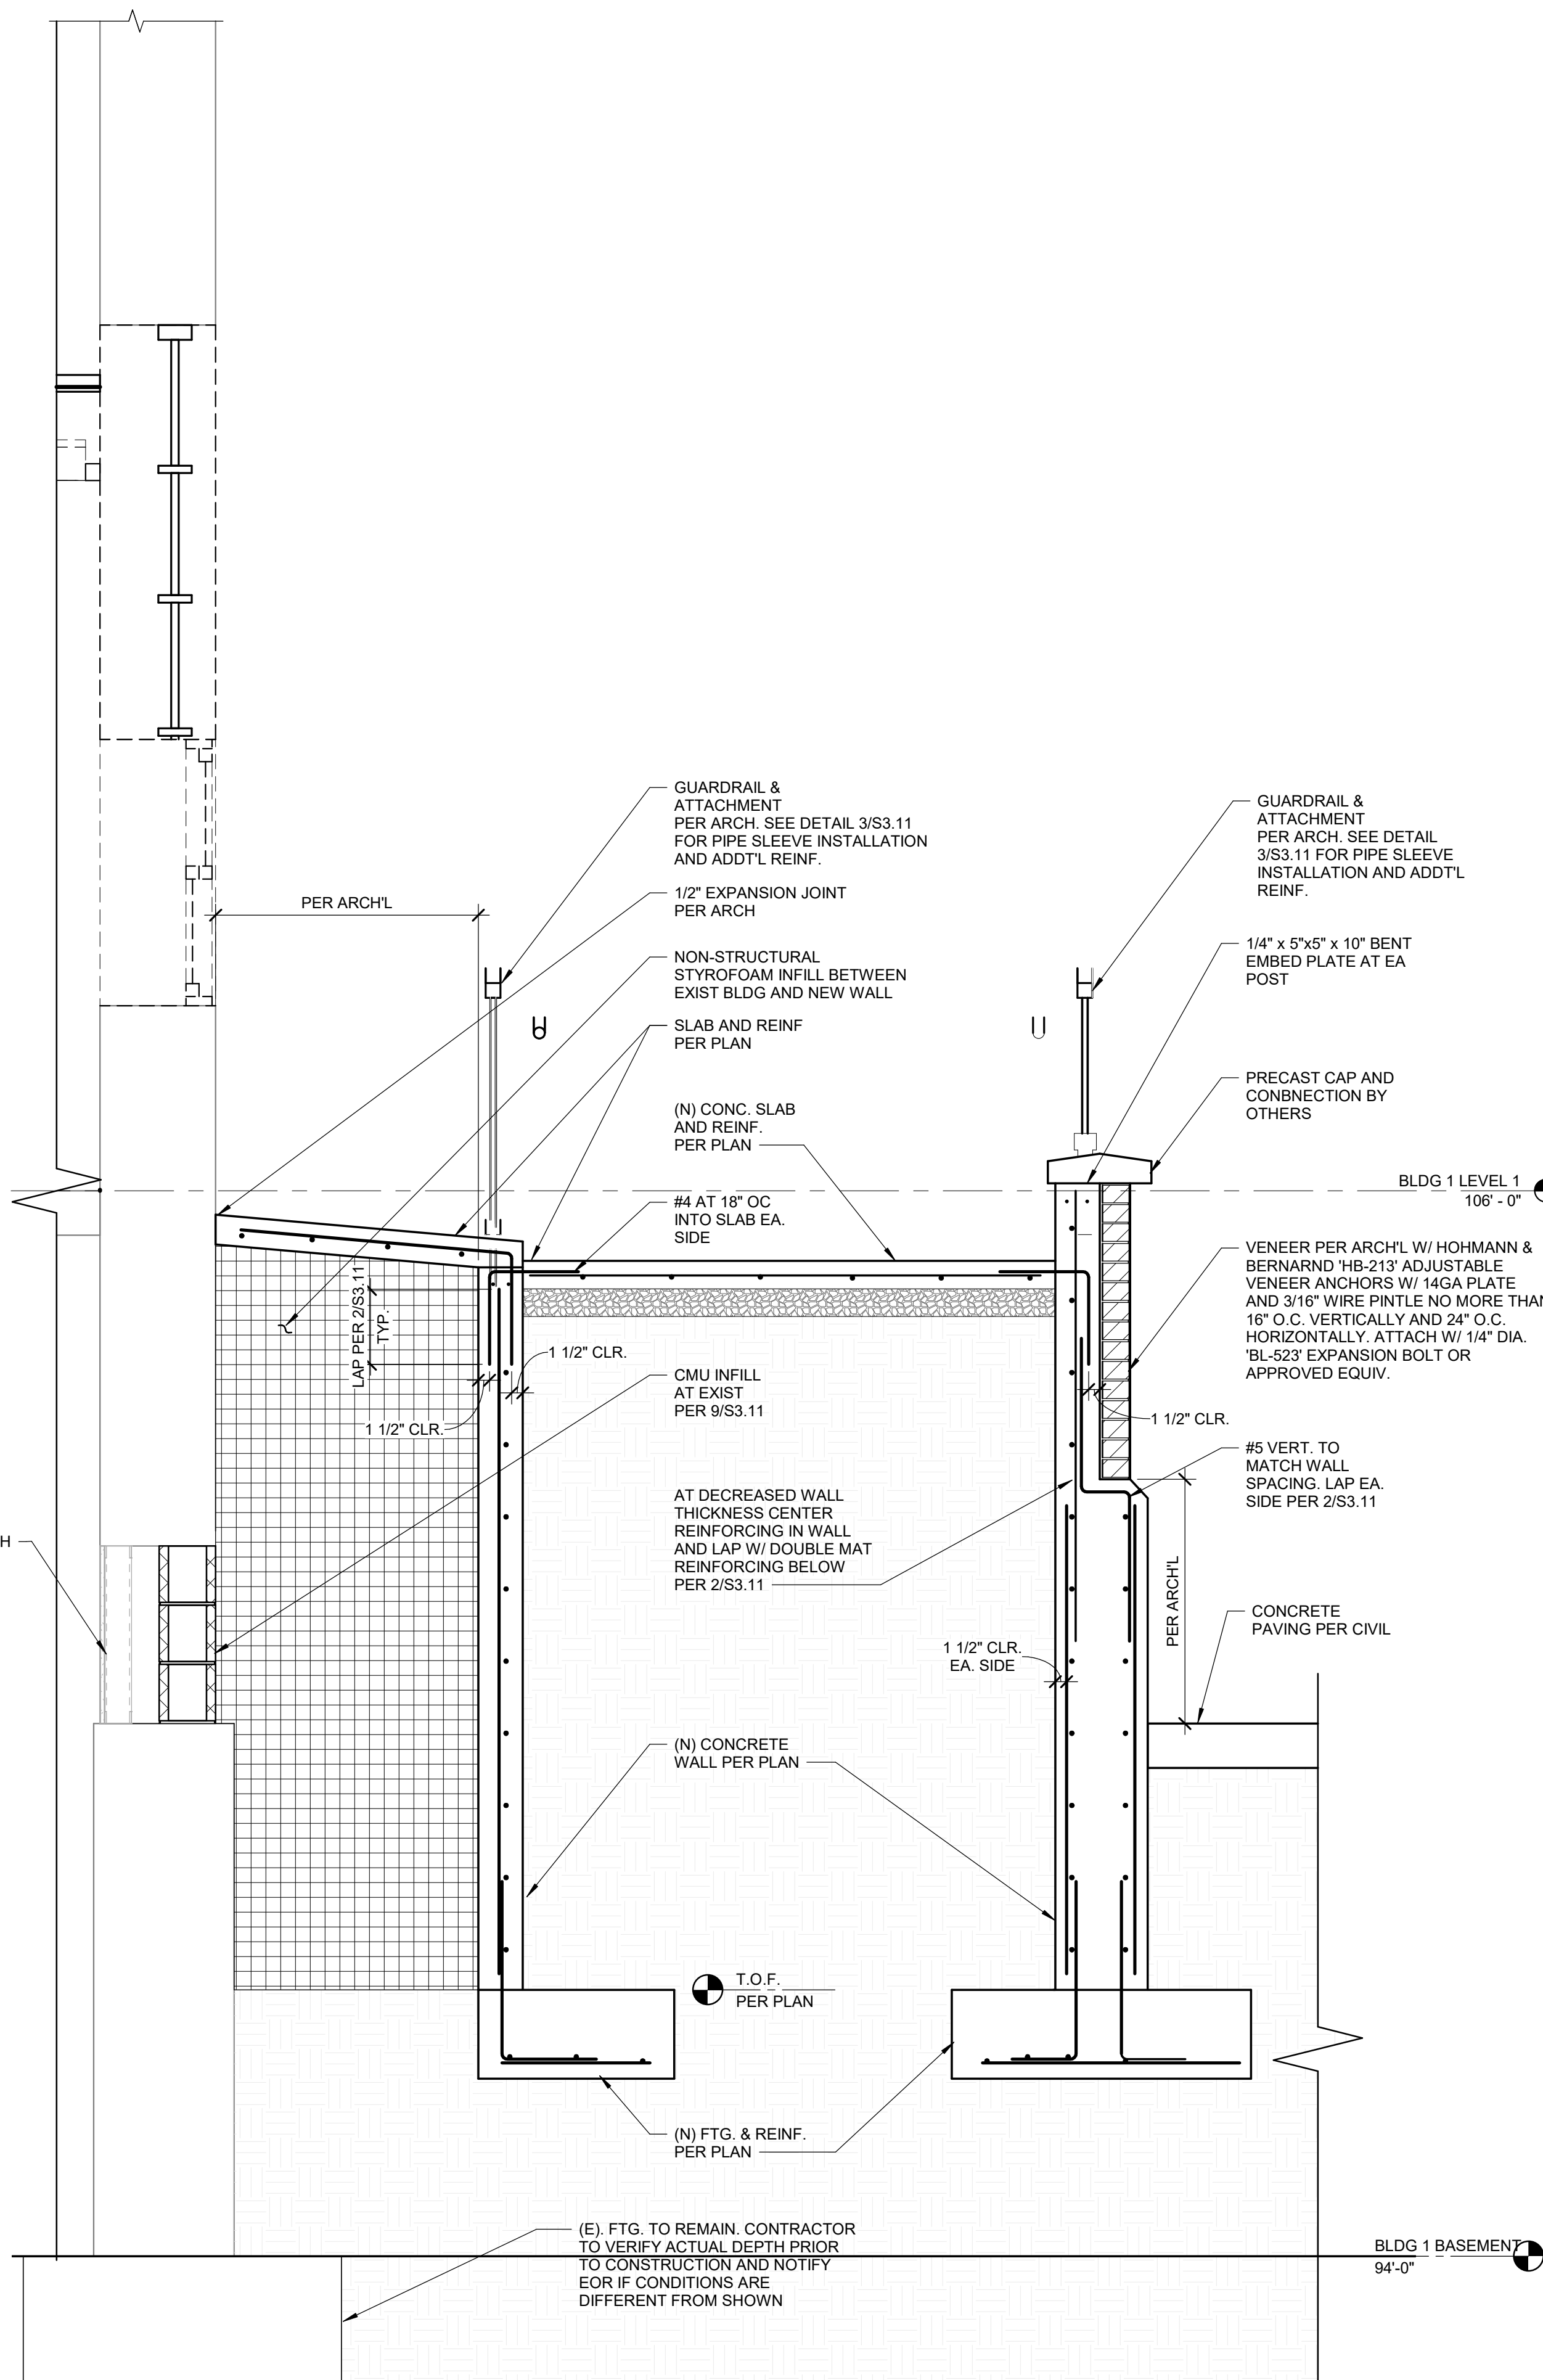 GUARDRAIL &
ATTACHMENT
PER ARCH. SEE DETAIL 3/S3.11
FOR PIPE SLEEVE INSTALLATION
AND ADDT'L REINF.
GUARDRAIL &
ATTACHMENT
PER ARCH. SEE DETAIL
3/S3.11 FOR PIPE SLEEVE
INSTALLATION AND ADDT'L
REINF.
PER ARCH'L
1/2" EXPANSION JOINT
PER ARCH
1/4" x 5"x5" x 10" BENT
EMBED PLATE AT EA
POST
NON-STRUCTURAL
STYROFOAM INFILL BETWEEN
EXIST BLDG AND NEW WALL
SLAB AND REINF
PER PLAN
PRECAST CAP AND
CONBNECTION BY
OTHERS
(N) CONC. SLAB
AND REINF.
PER PLAN
BLDG 1 LEVEL 1
106' - 0"
#4 AT 18" OC
INTO SLAB EA.
SIDE
VENEER PER ARCH'L W/ HOHMANN &
BERNARND 'HB-213' ADJUSTABLE
VENEER ANCHORS W/ 14GA PLATE
AND 3/16" WIRE PINTLE NO MORE THAN
16" O.C. VERTICALLY AND 24" O.C.
HORIZONTALLY. ATTACH W/ 1/4" DIA.
'BL-523' EXPANSION BOLT OR
APPROVED EQUIV.
LAP PER 2/S3.11
TYP.
1 1/2" CLR.
1 1/2" CLR.
CMU INFILL
AT EXIST
PER 9/S3.11
1 1/2" CLR.
#5 VERT. TO
MATCH WALL
SPACING. LAP EA.
SIDE PER 2/S3.11
AT DECREASED WALL
THICKNESS CENTER
REINFORCING IN WALL
AND LAP W/ DOUBLE MAT
REINFORCING BELOW
PER 2/S3.11
H
PER ARCH'L
CONCRETE
PAVING PER CIVIL
1 1/2" CLR.
EA. SIDE
(N) CONCRETE
WALL PER PLAN
T.O.F.
PER PLAN
(N) FTG. & REINF.
PER PLAN
(E). FTG. TO REMAIN. CONTRACTOR
TO VERIFY ACTUAL DEPTH PRIOR
TO CONSTRUCTION AND NOTIFY
EOR IF CONDITIONS ARE
DIFFERENT FROM SHOWN
BLDG 1 BASEMENT
94'-0"